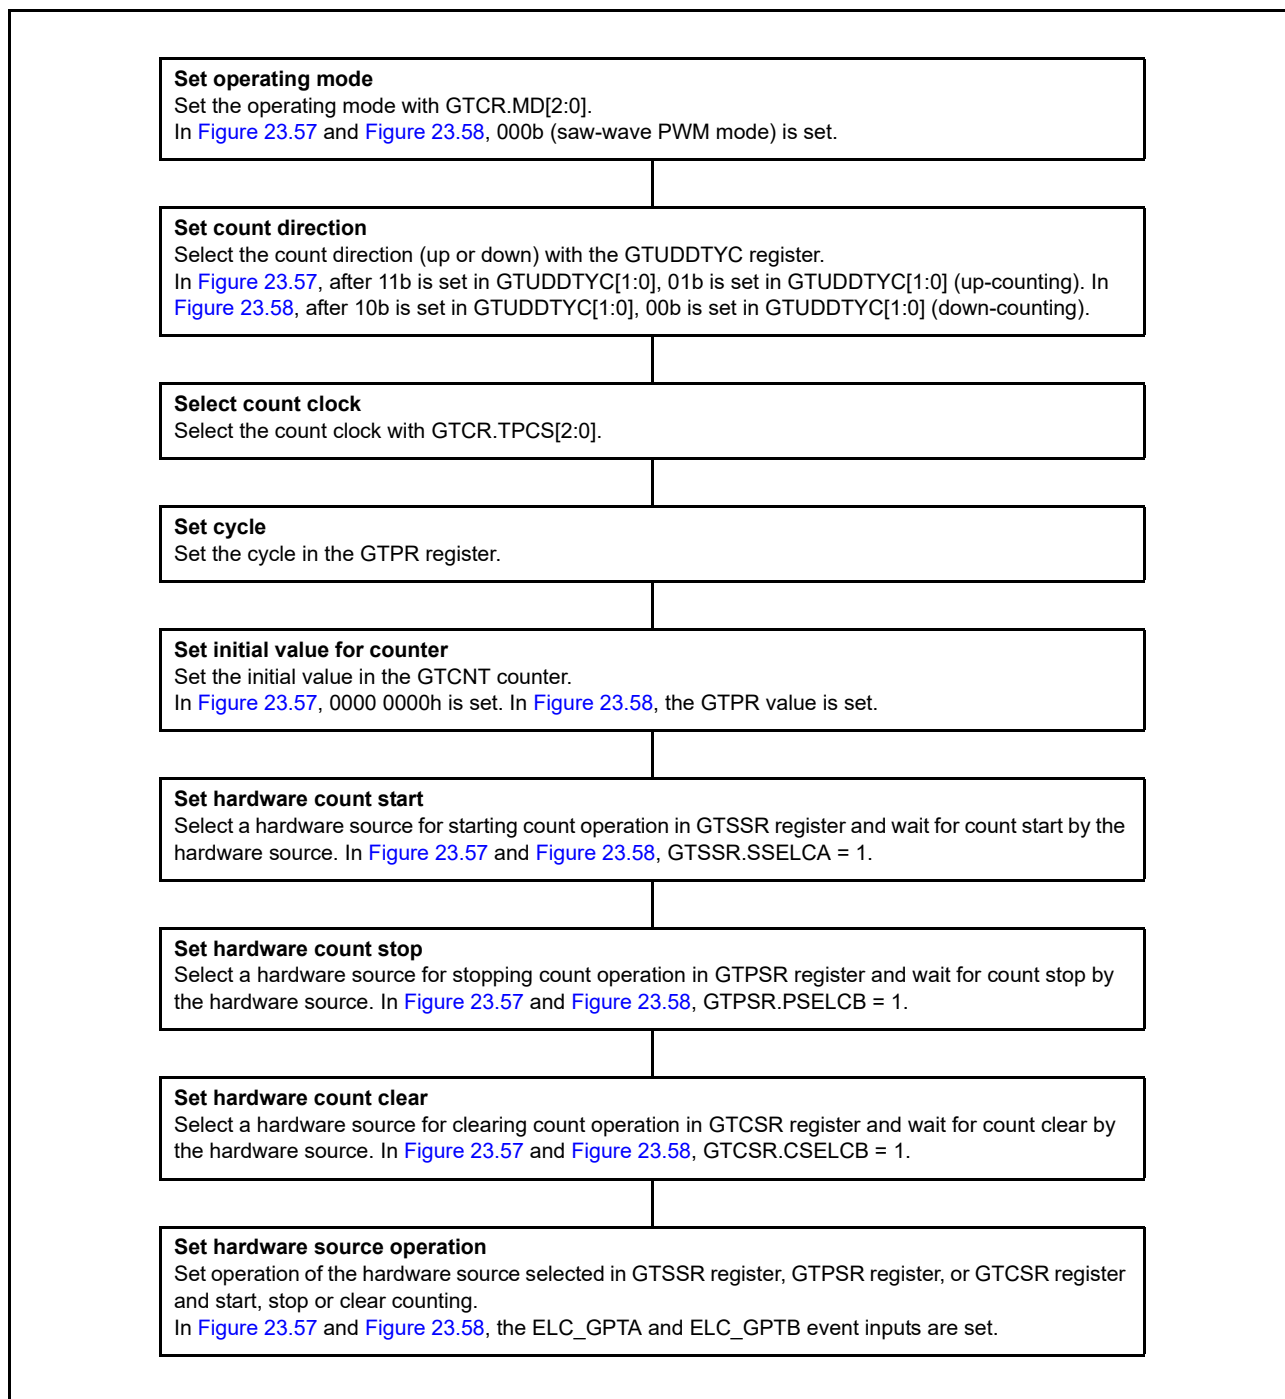 Set operating mode
Set the operating mode with GTCR.MD[2:0].
In Figure 23.57 and Figure 23.58, 000b (saw-wave PWM mode) is set.
Set count direction
Select the count direction (up or down) with the GTUDDTYC register.
In Figure 23.57, after 11b is set in GTUDDTYC[1:0], 01b is set in GTUDDTYC[1:0] (up-counting). In
Figure 23.58, after 10b is set in GTUDDTYC[1:0], 00b is set in GTUDDTYC[1:0] (down-counting).
Select count clock
Select the count clock with GTCR.TPCS[2:0].
Set cycle
Set the cycle in the GTPR register.
Set initial value for counter
Set the initial value in the GTCNT counter.
In Figure 23.57, 0000 0000h is set. In Figure 23.58, the GTPR value is set.
Set hardware count start
Select a hardware source for starting count operation in GTSSR register and wait for count start by the
hardware source. In Figure 23.57 and Figure 23.58, GTSSR.SSELCA = 1.
Set hardware count stop
Select a hardware source for stopping count operation in GTPSR register and wait for count stop by
the hardware source. In Figure 23.57 and Figure 23.58, GTPSR.PSELCB = 1.
Set hardware count clear
Select a hardware source for clearing count operation in GTCSR register and wait for count clear by
the hardware source. In Figure 23.57 and Figure 23.58, GTCSR.CSELCB = 1.
Set hardware source operation
Set operation of the hardware source selected in GTSSR register, GTPSR register, or GTCSR register
and start, stop or clear counting.
In Figure 23.57 and Figure 23.58, the ELC_GPTA and ELC_GPTB event inputs are set.